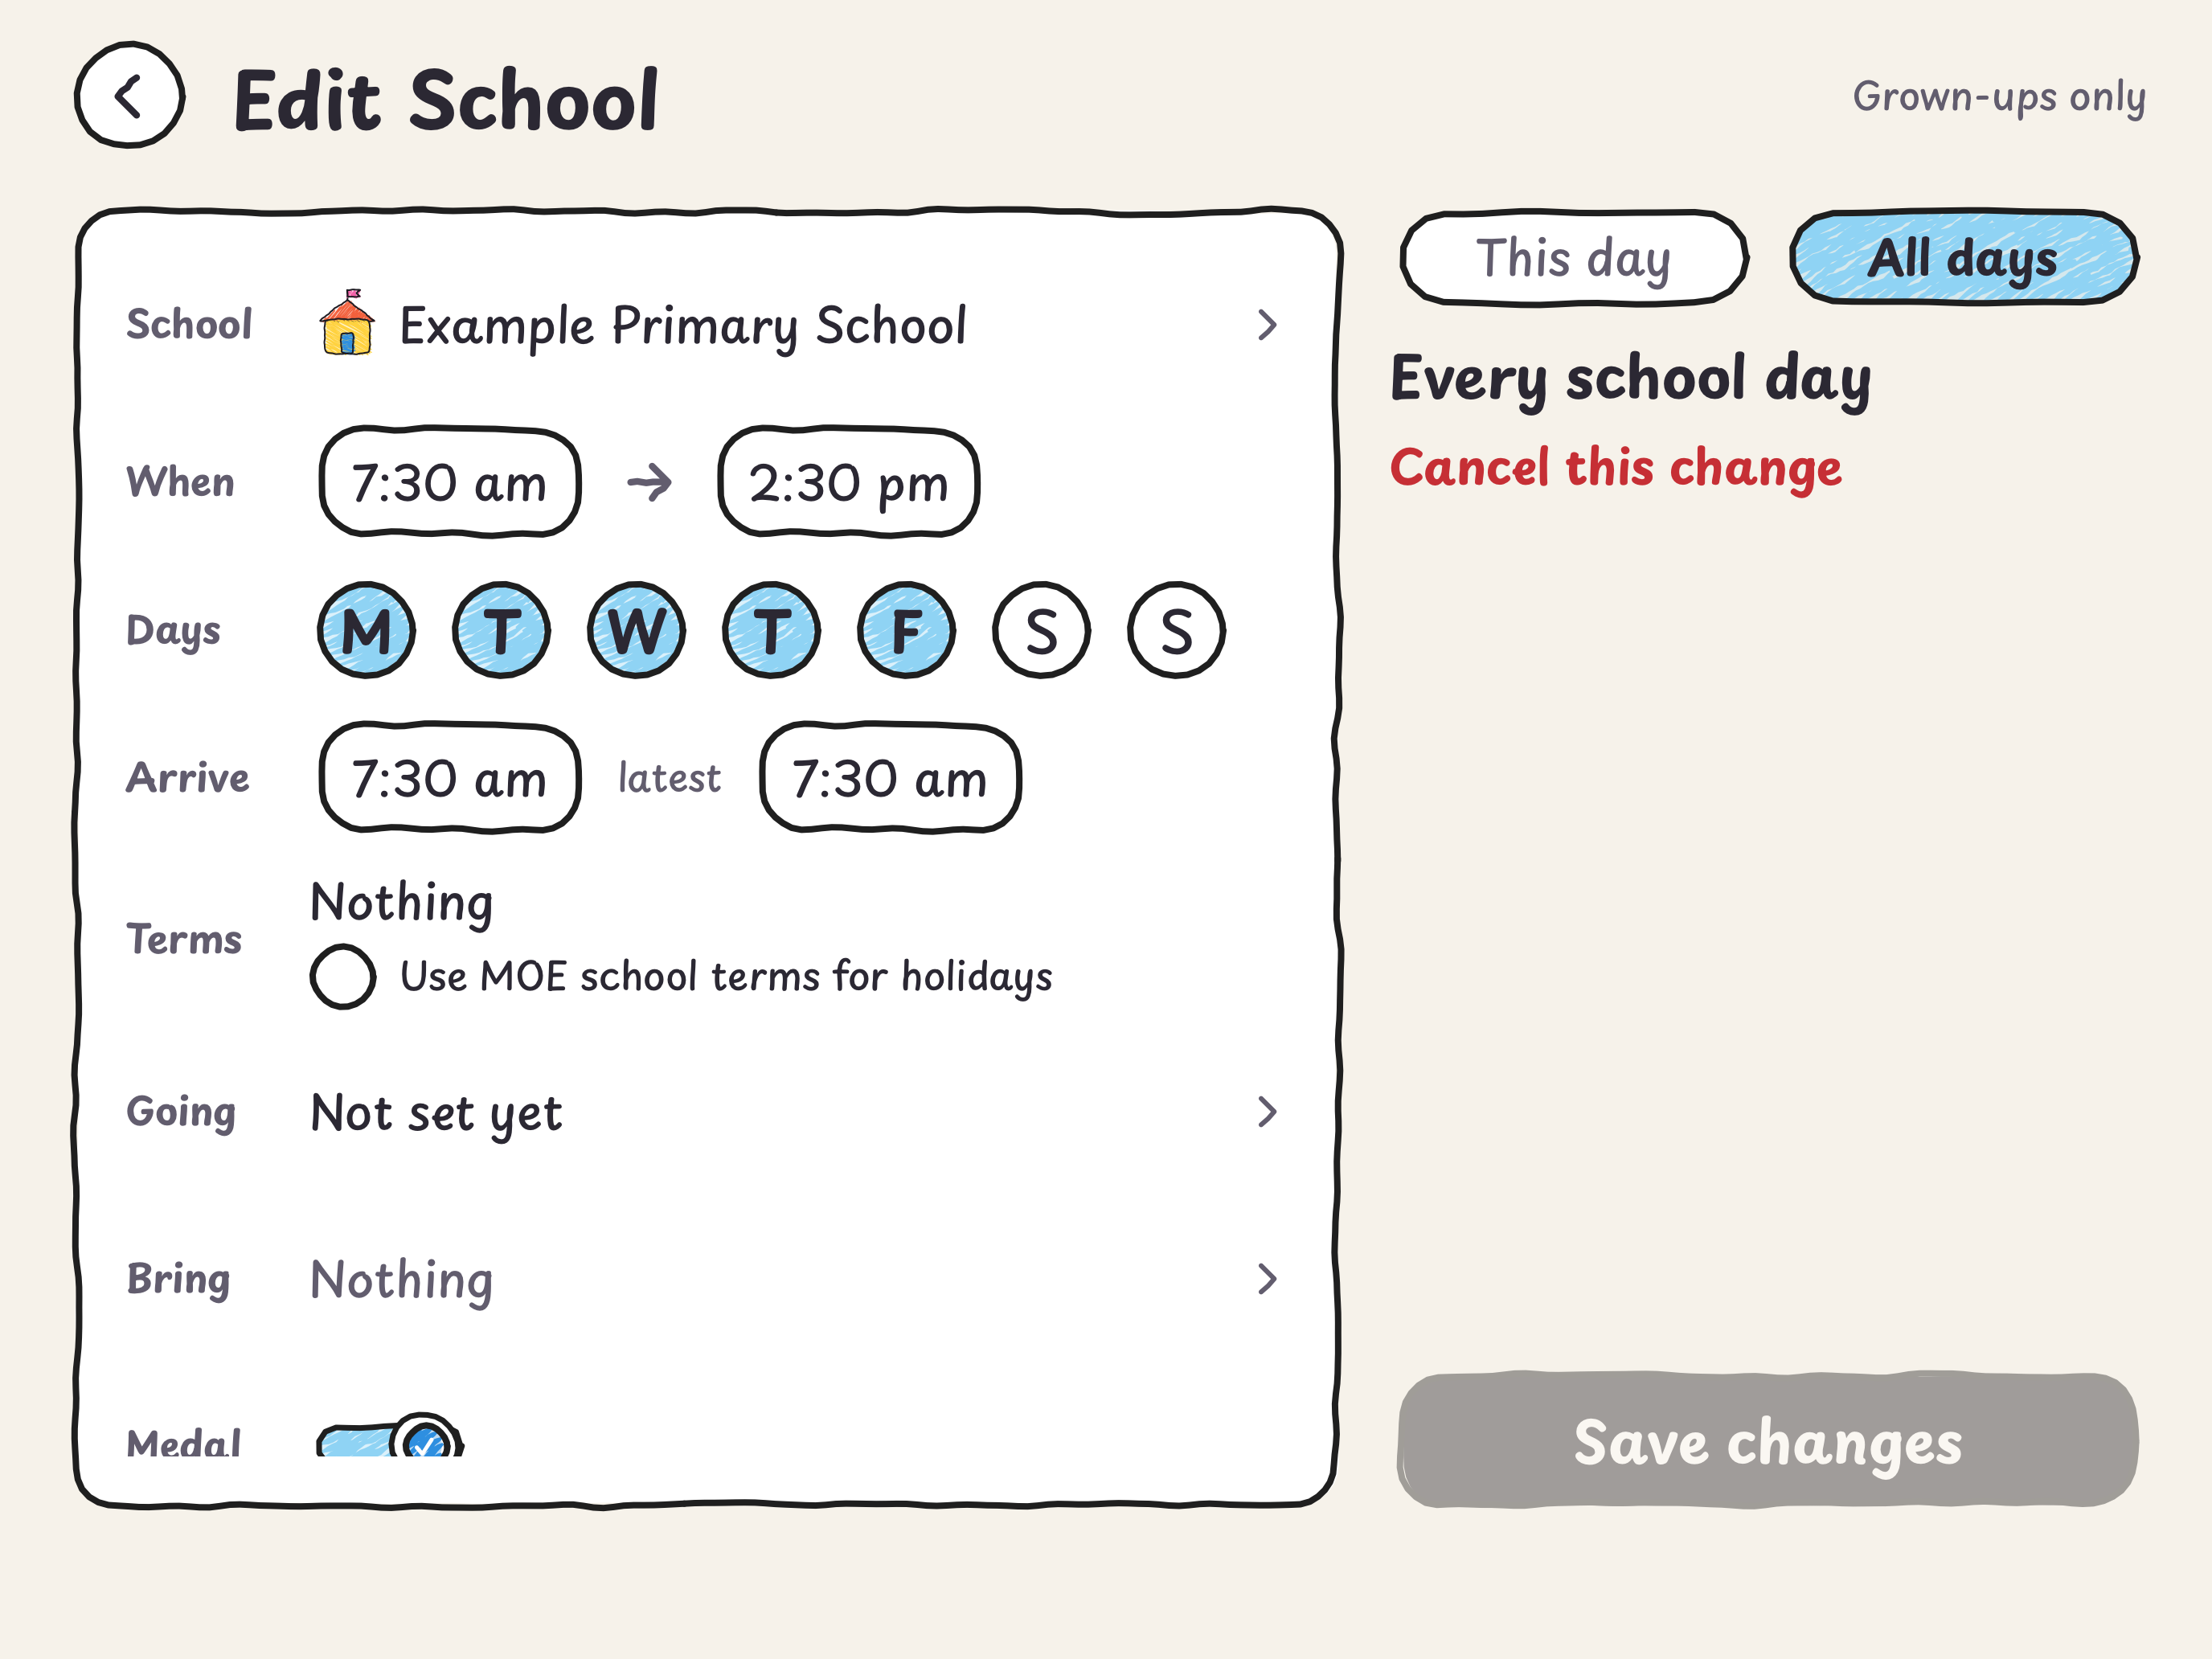 Edit School
Grown-ups only
School Example Primary School
When 7:30 am → 2:30 pm
Days M T W T F S S
Arrive 7:30 am latest 7:30 am
Terms Nothing
Use MOE school terms for holidays
Going Not set yet
Bring Nothing
Medal
This day All days
Every school day
Cancel this change
Save changes